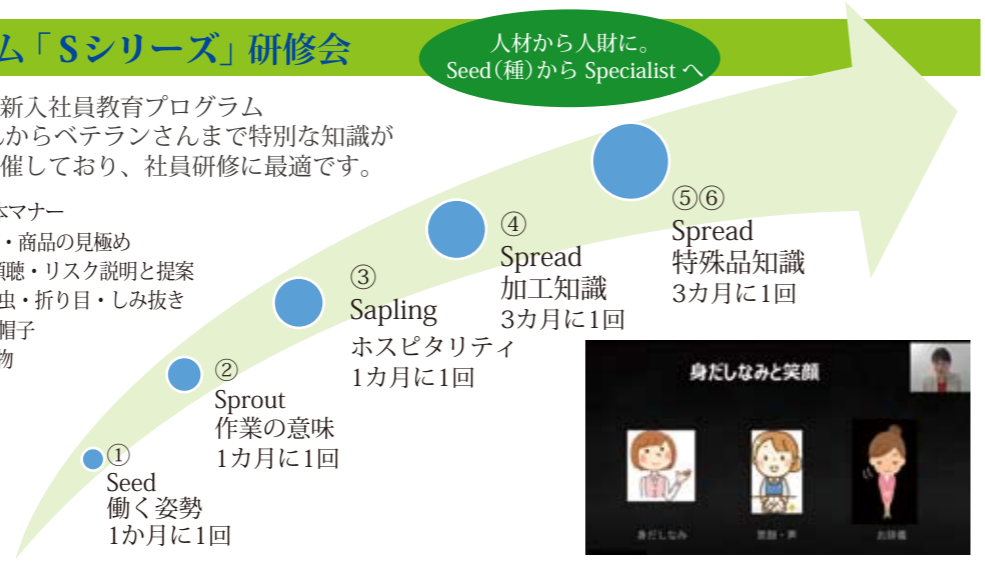 ム「Sシリーズ」研修会
人材から人財に。
Seed（種）から Specialist へ
新入社員教育プログラム
からベテランさんまで特別な知識が
催しており、社員研修に最適です。
マナー
・商品の見極め
聴・リスク説明と提案
虫・折り目・しみ抜き
帽子
物
①
Seed
働く姿勢
1か月に1回
②
Sprout
作業の意味
1カ月に1回
③
Sapling
ホスピタリティ
1カ月に1回
④
Spread
加工知識
3カ月に1回
⑤⑥
Spread
特殊品知識
3カ月に1回
身だしなみと笑顔
身だしなみ
笑顔・声
お辞儀